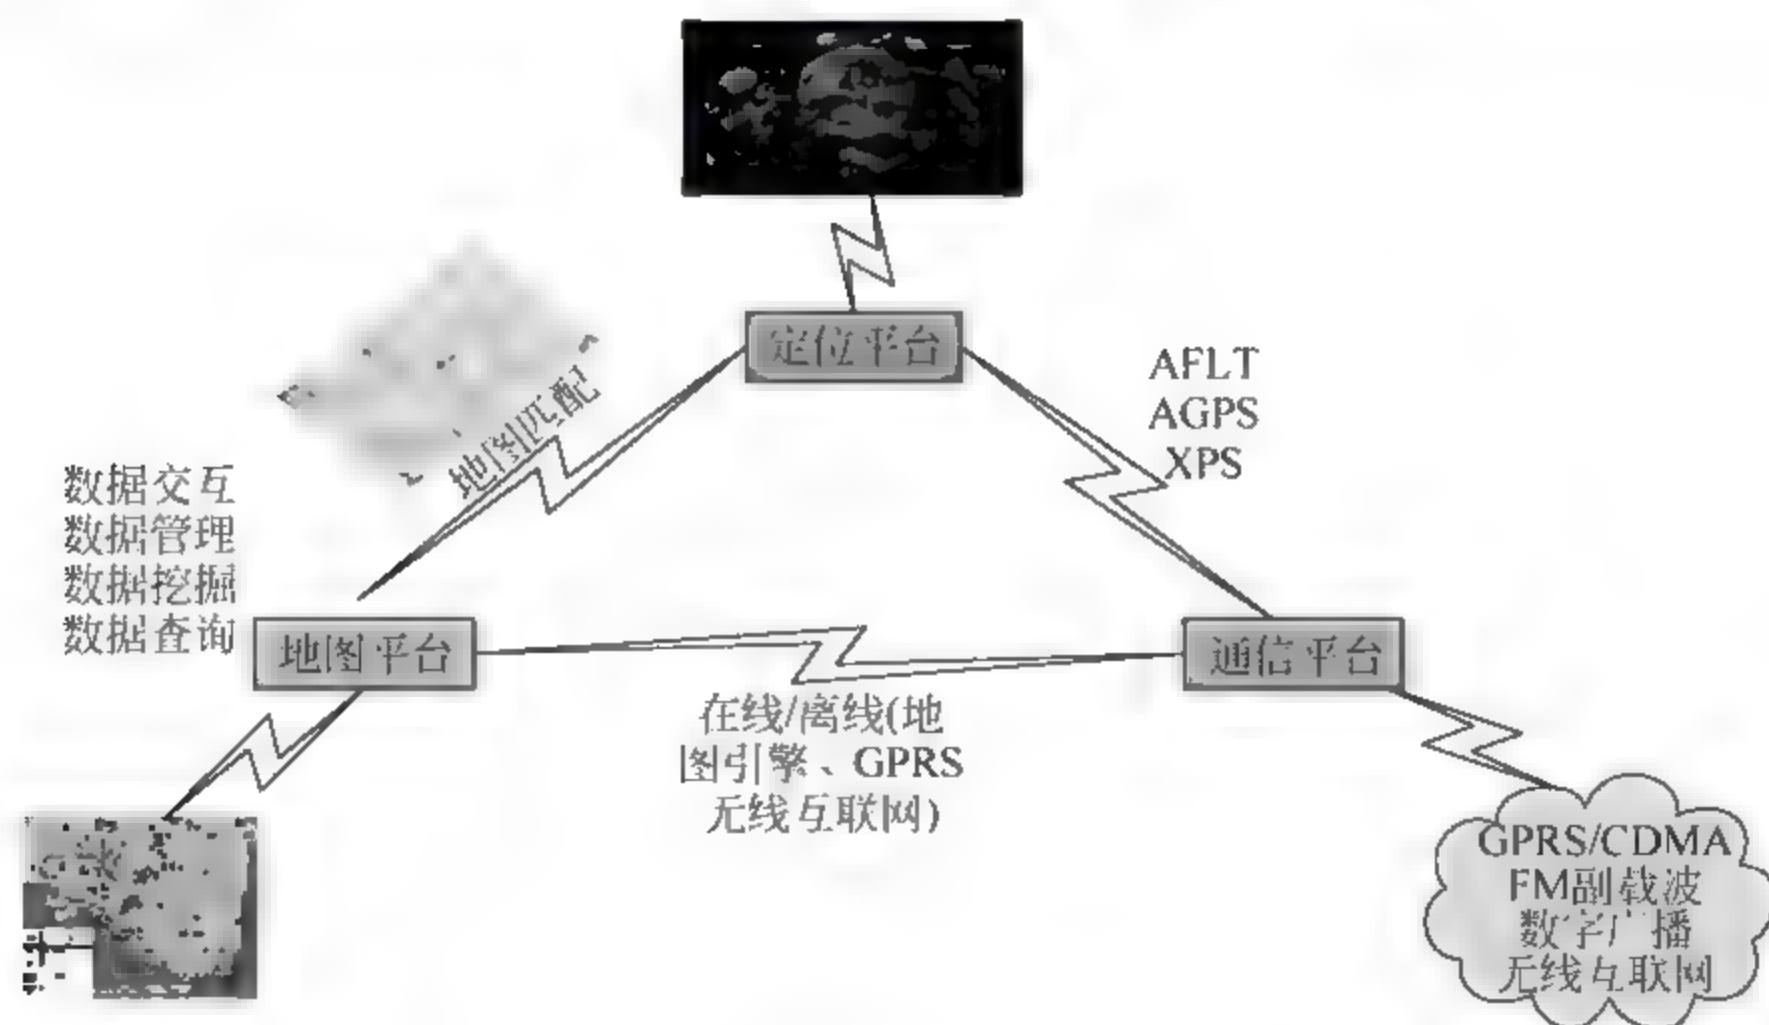 定位平台
AFLT
AGPS
XPS
地图匹配
数据交互
数据管理
数据挖掘
数据查询
地图平台
通信平台
在线/离线(地
图引擎、GPRS
无线互联网)
GPRS/CDMA
FM副载波
数字广播
无线互联网